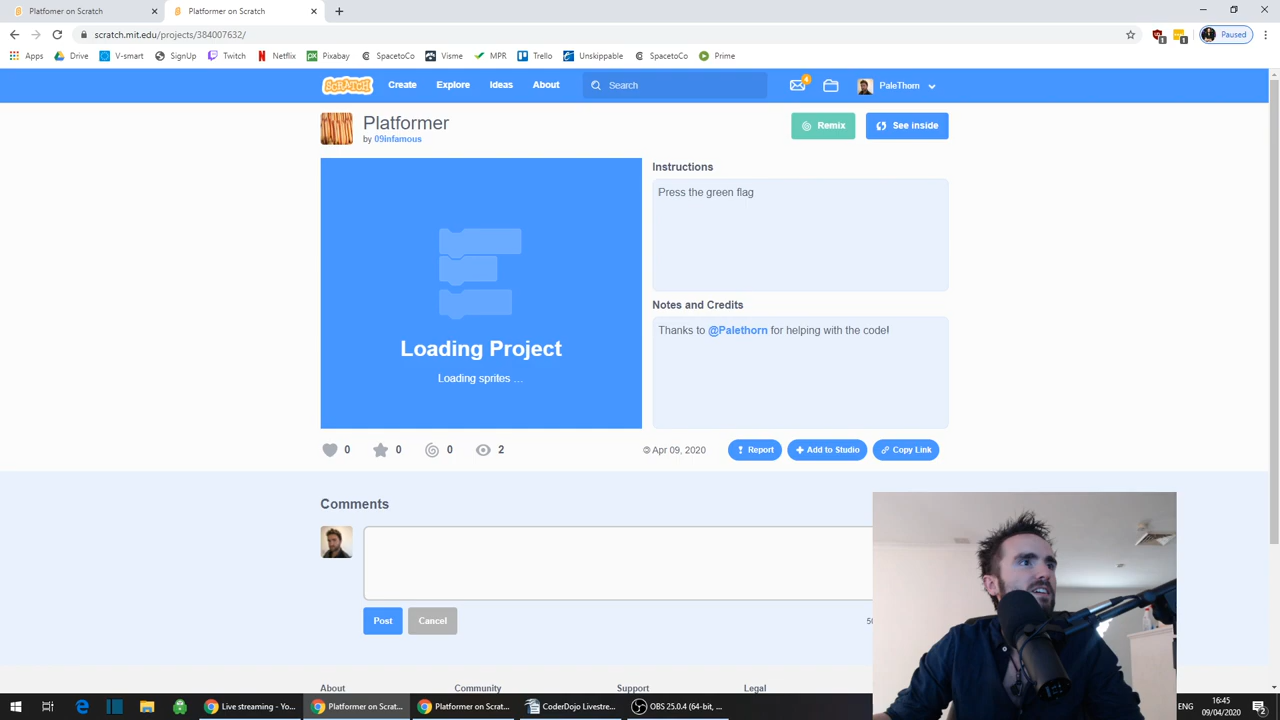 Platformer on Scratch
Platformer on Scratch
scratch.mit.edu/projects/384007632/
Paused
Apps
Drive
V-smart
SignUp
Twitch
Netflix
Pixabay
SpacetoCo
Visme
MPR
Trello
Unskippable
SpacetoCo
Prime
SCRATCH
Create
Explore
Ideas
About
Search
4
PaleThorn
Platformer
by 09infamous
Remix
See inside
Instructions
Press the green flag
Loading Project
Loading sprites …
Notes and Credits
Thanks to @Palethorn for helping with the code!
0
0
0
2
Apr 09, 2020
Report
Add to Studio
Copy Link
Comments
Post
Cancel
About
Community
Support
Legal
Live streaming - Yo...
Platformer on Scrat...
Platformer on Scrat...
CoderDojo Livestre...
OBS 25.0.4 (64-bit, ...
ENG
16:45
09/04/2020